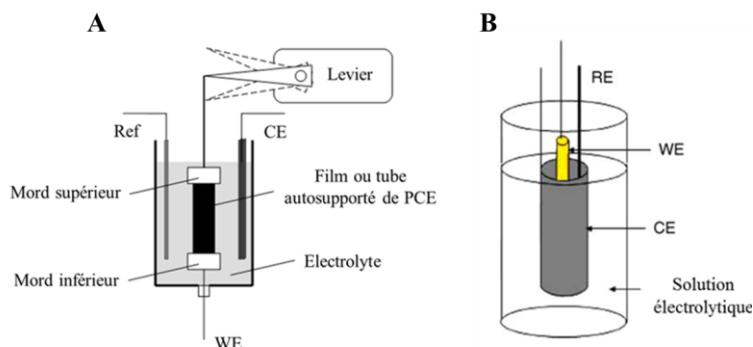 A
Levier
Ref
CE
Mord supérieur
Film ou tube
autosupporté de PCE
Mord inférieur
Electrolyte
WE
B
RE
WE
CE
Solution
électrolytique